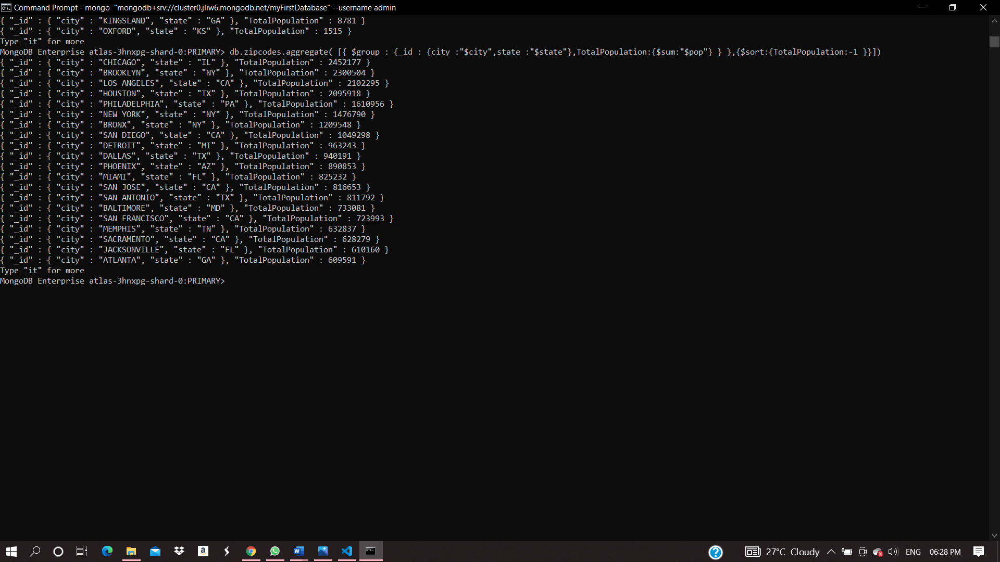 Command Prompt - mongo "mongodb+srv://cluster0.jliw6.mongodb.net/myFirstDatabase" --username admin
{ "_id" : { "city" : "KINGSLAND", "state" : "GA" }, "TotalPopulation" : 8781 }
{ "_id" : { "city" : "OXFORD", "state" : "KS" }, "TotalPopulation" : 1515 }
Type "it" for more
MongoDB Enterprise atlas-3hnxpg-shard-0:PRIMARY> db.zipcodes.aggregate( [{ $group : {_id : {city :"$city",state :"$state"},TotalPopulation:{$sum:"$pop"} } },{$sort:{TotalPopulation:-1 }}])
{ "_id" : { "city" : "CHICAGO", "state" : "IL" }, "TotalPopulation" : 2452177 }
{ "_id" : { "city" : "BROOKLYN", "state" : "NY" }, "TotalPopulation" : 2300504 }
{ "_id" : { "city" : "LOS ANGELES", "state" : "CA" }, "TotalPopulation" : 2102295 }
{ "_id" : { "city" : "HOUSTON", "state" : "TX" }, "TotalPopulation" : 2095918 }
{ "_id" : { "city" : "PHILADELPHIA", "state" : "PA" }, "TotalPopulation" : 1610956 }
{ "_id" : { "city" : "NEW YORK", "state" : "NY" }, "TotalPopulation" : 1476790 }
{ "_id" : { "city" : "BRONX", "state" : "NY" }, "TotalPopulation" : 1209548 }
{ "_id" : { "city" : "SAN DIEGO", "state" : "CA" }, "TotalPopulation" : 1049298 }
{ "_id" : { "city" : "DETROIT", "state" : "MI" }, "TotalPopulation" : 963243 }
{ "_id" : { "city" : "DALLAS", "state" : "TX" }, "TotalPopulation" : 940191 }
{ "_id" : { "city" : "PHOENIX", "state" : "AZ" }, "TotalPopulation" : 890853 }
{ "_id" : { "city" : "MIAMI", "state" : "FL" }, "TotalPopulation" : 825232 }
{ "_id" : { "city" : "SAN JOSE", "state" : "CA" }, "TotalPopulation" : 816653 }
{ "_id" : { "city" : "SAN ANTONIO", "state" : "TX" }, "TotalPopulation" : 811792 }
{ "_id" : { "city" : "BALTIMORE", "state" : "MD" }, "TotalPopulation" : 733081 }
{ "_id" : { "city" : "SAN FRANCISCO", "state" : "CA" }, "TotalPopulation" : 723993 }
{ "_id" : { "city" : "MEMPHIS", "state" : "TN" }, "TotalPopulation" : 632837 }
{ "_id" : { "city" : "SACRAMENTO", "state" : "CA" }, "TotalPopulation" : 628279 }
{ "_id" : { "city" : "JACKSONVILLE", "state" : "FL" }, "TotalPopulation" : 610160 }
{ "_id" : { "city" : "ATLANTA", "state" : "GA" }, "TotalPopulation" : 609591 }
Type "it" for more
MongoDB Enterprise atlas-3hnxpg-shard-0:PRIMARY>
27°C Cloudy ENG 06:28 PM